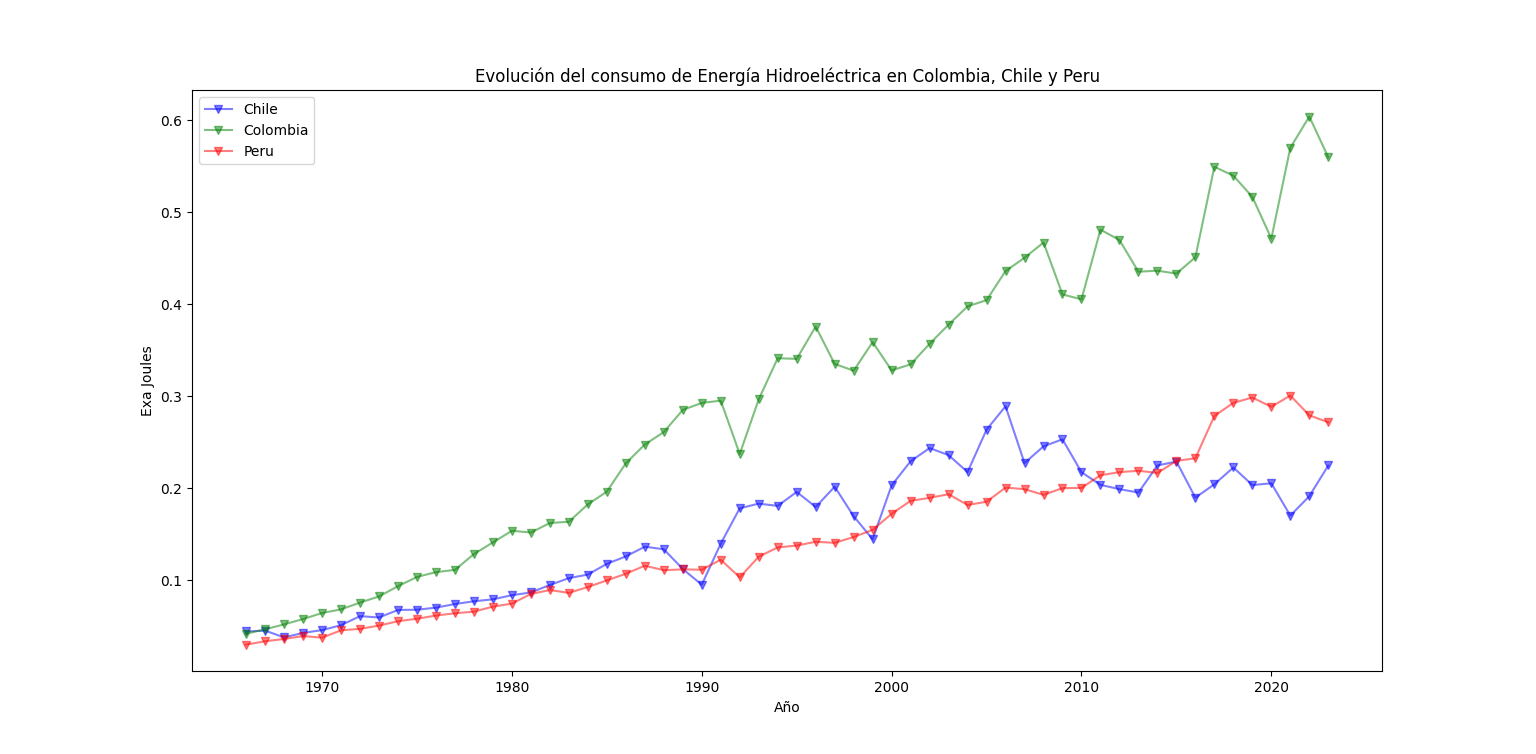 Evolución del consumo de Energía Hidroeléctrica en Colombia, Chile y Peru
Chile
Colombia
Peru
Exa Joules
0.6
0.5
0.4
0.3
0.2
0.1
1970 1980 1990 2000 2010 2020
Año